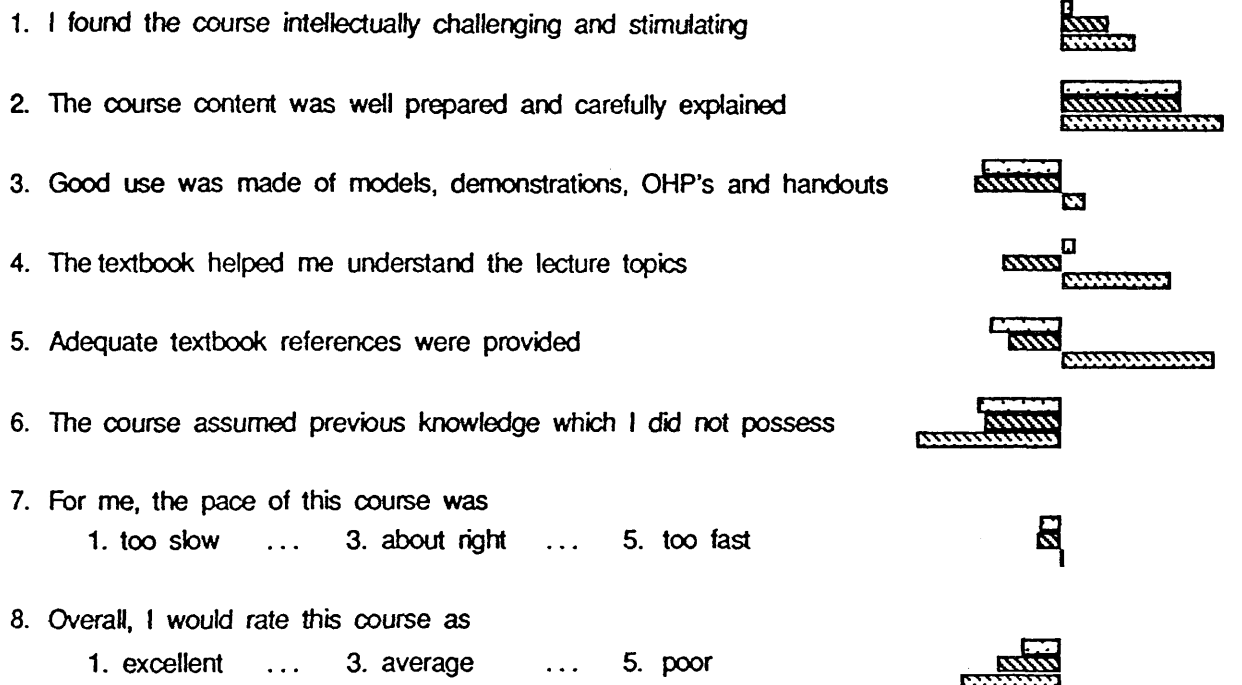 1. I found the course intellectually challenging and stimulating
2. The course content was well prepared and carefully explained
3. Good use was made of models, demonstrations, OHP's and handouts
4. The textbook helped me understand the lecture topics
5. Adequate textbook references were provided
6. The course assumed previous knowledge which I did not possess
7. For me, the pace of this course was
1. too slow ... 3. about right ... 5. too fast
8. Overall, I would rate this course as
1. excellent ... 3. average ... 5. poor